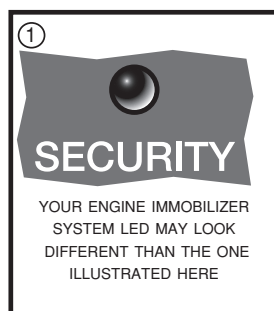 1
SECURITY
YOUR ENGINE IMMOBILIZER
SYSTEM LED MAY LOOK
DIFFERENT THAN THE ONE
ILLUSTRATED HERE